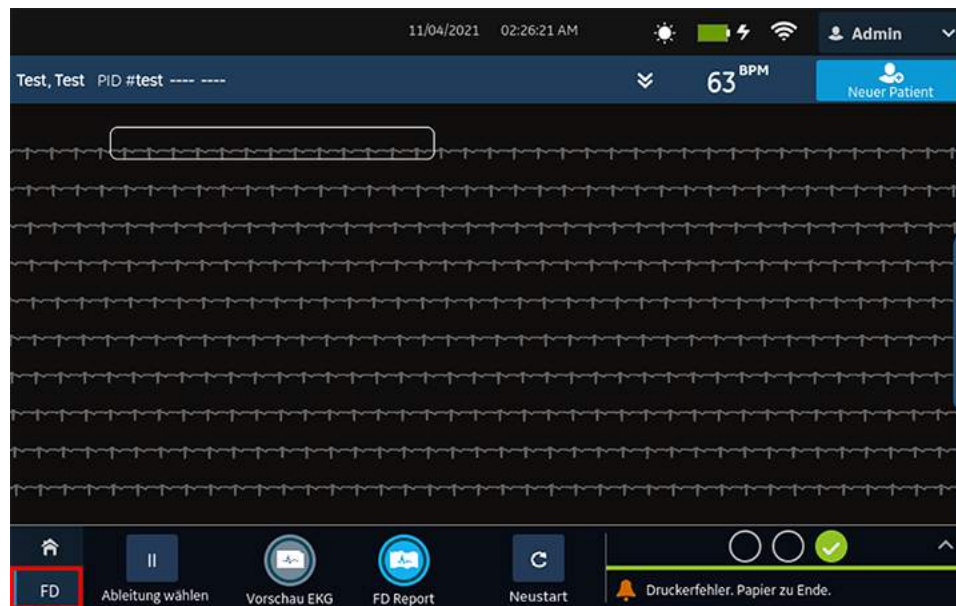 11/04/2021 02:26:21 AM Admin
Test, Test PID #test ---- ---- 63 BPM Neuer Patient
II
FD Ableitung wählen Vorschau EKG FD Report Neustart Druckerfehler. Papier zu Ende.